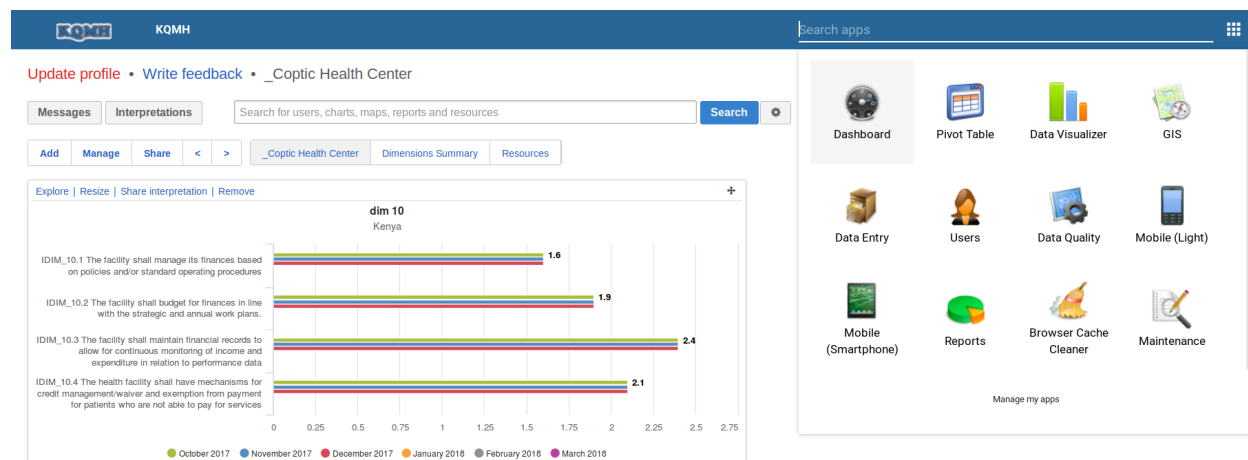 KQMH KQMH Search apps
Update profile • Write feedback • _Coptic Health Center
Messages Interpretations Search for users, charts, maps, reports and resources Search
Add Manage Share < > _Coptic Health Center Dimensions Summary Resources
Explore | Resize | Share interpretation | Remove
dim 10
Kenya
IDIM_10.1 The facility shall manage its finances based
on policies and/or standard operating procedures
1.6
IDIM_10.2 The facility shall budget for finances in line
with the strategic and annual work plans.
1.9
IDIM_10.3 The facility shall maintain financial records to
allow for continuous monitoring of income and
expenditure in relation to performance data
2.4
IDIM_10.4 The health facility shall have mechanisms for
credit management/waiver and exemption from payment
for patients who are not able to pay for services
2.1
0 0.25 0.5 0.75 1 1.25 1.5 1.75 2 2.25 2.5 2.75
October 2017 November 2017 December 2017 January 2018 February 2018 March 2018
Dashboard Pivot Table Data Visualizer GIS
Data Entry Users Data Quality Mobile (Light)
Mobile
(Smartphone)
Reports
Browser Cache
Cleaner
Maintenance
Manage my apps